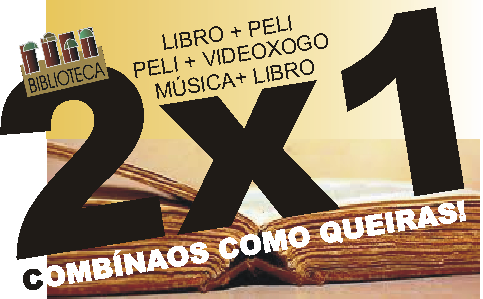 BIBLIOTECA
LIBRO + PELI
PELI + VIDEOXOGO
MÚSICA+ LIBRO
2x1
COMBÍNAOS COMO QUEIRAS!